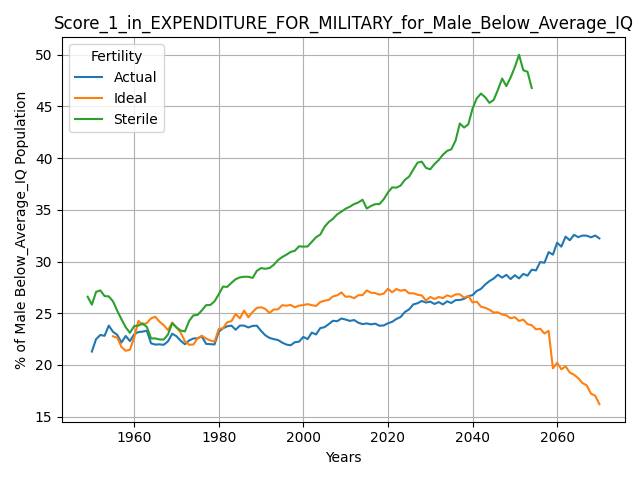 Score_1_in_EXPENDITURE_FOR_MILITARY_for_Male_Below_Average_IQ
% of Male Below_Average_IQ Population
50
45
40
35
30
25
20
15
Fertility
Actual
Ideal
Sterile
1960
1980
2000
2020
2040
2060
Years